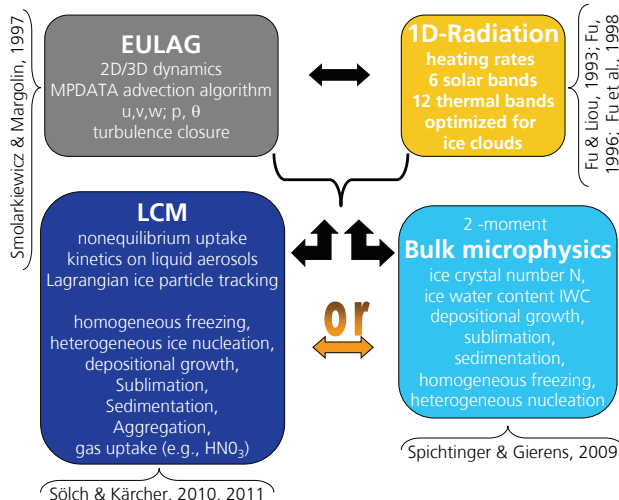 Smolarkiewicz & Margolin, 1997
EULAG
2D/3D dynamics
MPDATA advection algorithm
u,v,w; p, θ
turbulence closure
1D-Radiation
heating rates
6 solar bands
12 thermal bands
optimized for
ice clouds
Fu & Liou, 1993; Fu,
1996; Fu et al., 1998
LCM
nonequilibrium uptake
kinetics on liquid aerosols
Lagrangian ice particle tracking
homogeneous freezing,
heterogeneous ice nucleation,
depositional growth,
Sublimation,
Sedimentation,
Aggregation,
gas uptake (e.g., HN0₃)
Sölch & Kärcher, 2010, 2011
or
2 -moment
Bulk microphysics
ice crystal number N,
ice water content IWC
depositional growth,
sublimation,
sedimentation,
homogeneous freezing,
heterogeneous nucleation
Spichtinger & Gierens, 2009